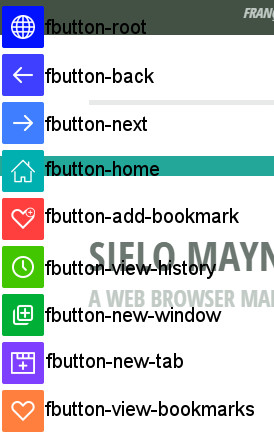 FRANÇ
fbutton-root
fbutton-back
fbutton-next
fbutton-home
fbutton-add-bookmark
SIELO MAYN
fbutton-view-history
A WEB BROWSER MA
fbutton-new-window
fbutton-new-tab
fbutton-view-bookmarks